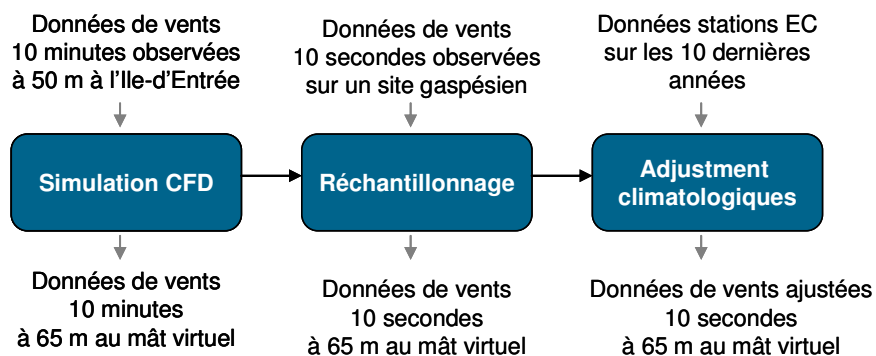 Données de vents
10 minutes observées
à 50 m à l'Ile-d'Entrée
Données de vents
10 secondes observées
sur un site gaspésien
Données stations EC
sur les 10 dernières
années
Simulation CFD
Réchantillonnage
Adjustment
climatologiques
Données de vents
10 minutes
à 65 m au mât virtuel
Données de vents
10 secondes
à 65 m au mât virtuel
Données de vents ajustées
10 secondes
à 65 m au mât virtuel